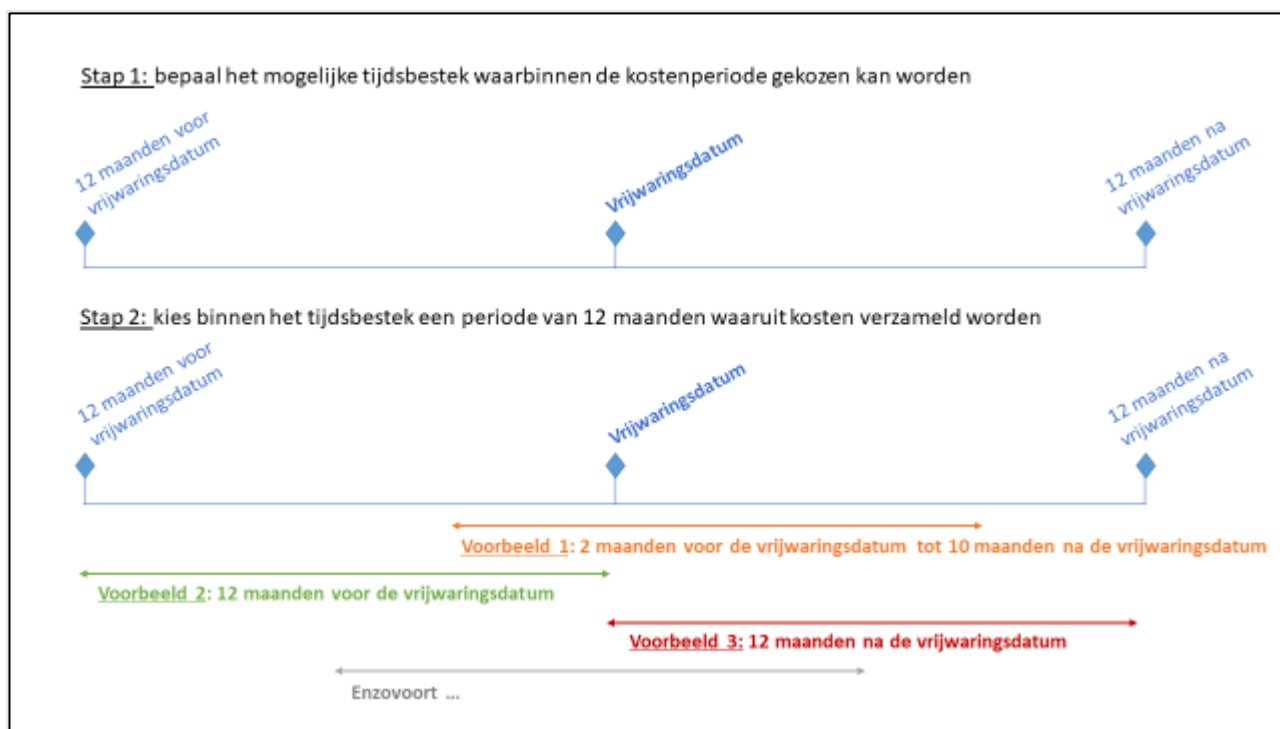 Stap 1: bepaal het mogelijke tijdsbestek waarbinnen de kostenperiode gekozen kan worden
12 maanden voor
vrijwaringsdatum
Vrijwaringsdatum
12 maanden na
vrijwaringsdatum
Stap 2: kies binnen het tijdsbestek een periode van 12 maanden waaruit kosten verzameld worden
12 maanden voor
vrijwaringsdatum
Vrijwaringsdatum
12 maanden na
vrijwaringsdatum
Voorbeeld 1: 2 maanden voor de vrijwaringsdatum tot 10 maanden na de vrijwaringsdatum
Voorbeeld 2: 12 maanden voor de vrijwaringsdatum
Voorbeeld 3: 12 maanden na de vrijwaringsdatum
Enzovoort ...